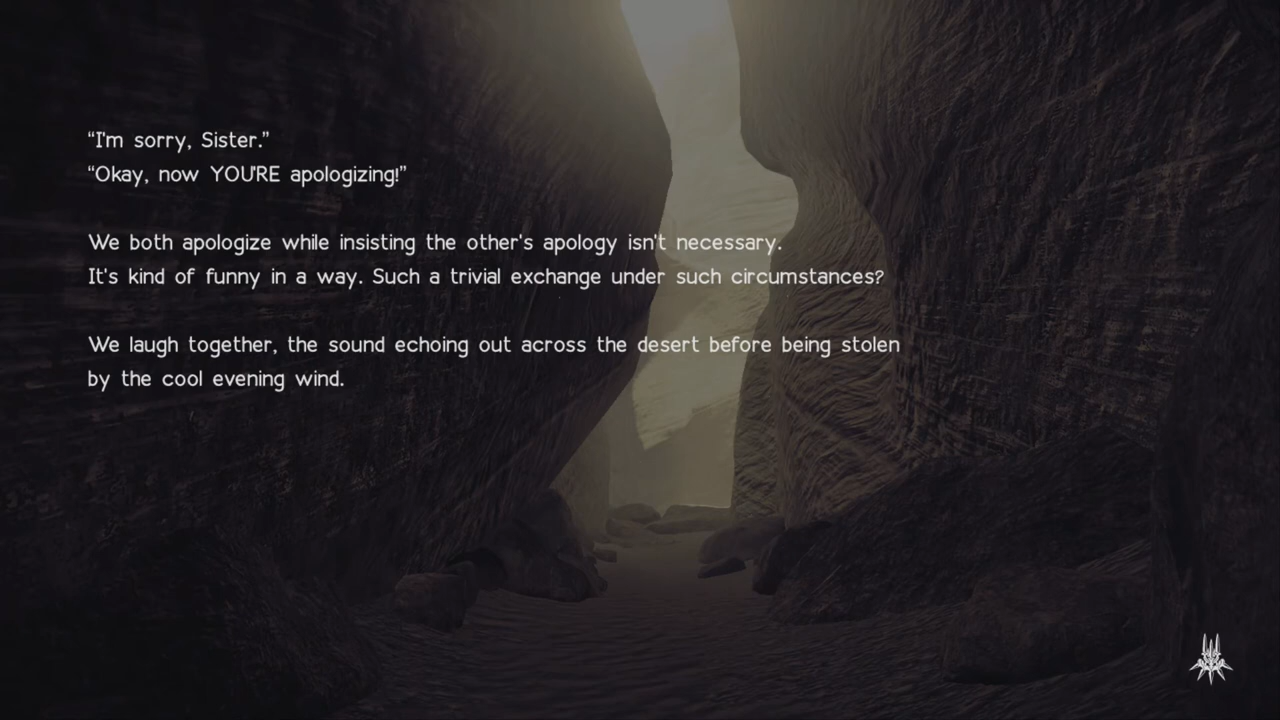 “I'm sorry, Sister.”
“Okay, now YOU'RE apologizing!”
We both apologize while insisting the other's apology isn't necessary.
It's kind of funny in a way. Such a trivial exchange under such circumstances?
We laugh together, the sound echoing out across the desert before being stolen
by the cool evening wind.